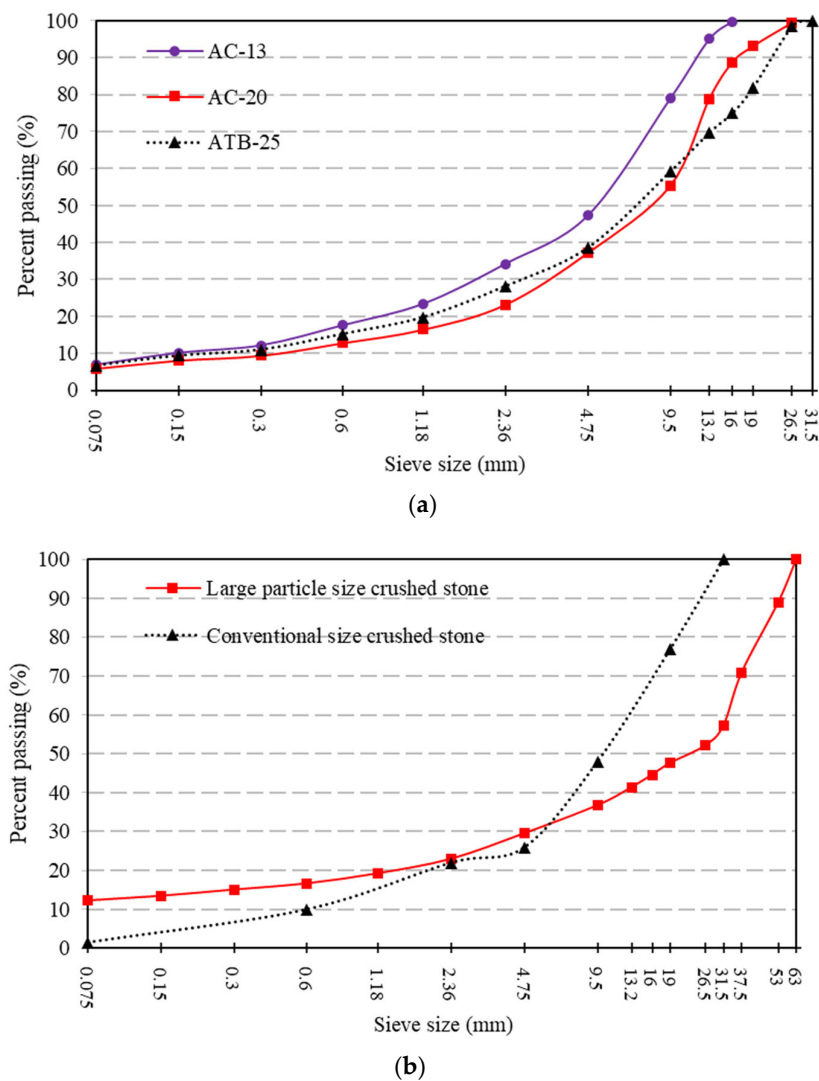 100
90
80
70
60
50
40
30
20
10
0
Percent passing (%)
AC-13
AC-20
ATB-25
0.075 0.15 0.3 0.6 1.18 2.36 4.75 9.5 13.2 16 19 26.5 31.5
Sieve size (mm)
(a)
100
90
80
70
60
50
40
30
20
10
0
Percent passing (%)
Large particle size crushed stone
Conventional size crushed stone
0.075 0.15 0.3 0.6 1.18 2.36 4.75 9.5 13.2 16 19 26.5 31.5 37.5 53 63
Sieve size (mm)
(b)